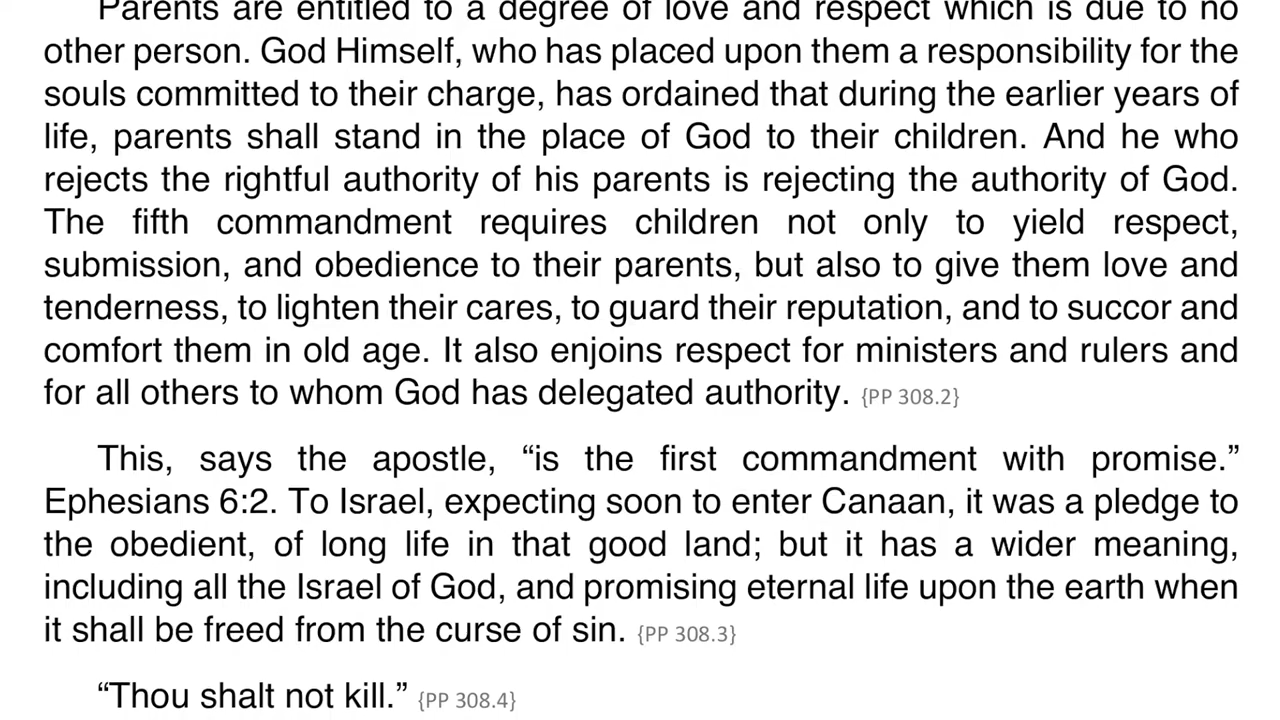 Parents are entitled to a degree of love and respect which is due to no
other person. God Himself, who has placed upon them a responsibility for the
souls committed to their charge, has ordained that during the earlier years of
life, parents shall stand in the place of God to their children. And he who
rejects the rightful authority of his parents is rejecting the authority of God.
The fifth commandment requires children not only to yield respect,
submission, and obedience to their parents, but also to give them love and
tenderness, to lighten their cares, to guard their reputation, and to succor and
comfort them in old age. It also enjoins respect for ministers and rulers and
for all others to whom God has delegated authority. {PP 308.2}
This, says the apostle, “is the first commandment with promise.”
Ephesians 6:2. To Israel, expecting soon to enter Canaan, it was a pledge to
the obedient, of long life in that good land; but it has a wider meaning,
including all the Israel of God, and promising eternal life upon the earth when
it shall be freed from the curse of sin. {PP 308.3}
“Thou shalt not kill.” {PP 308.4}